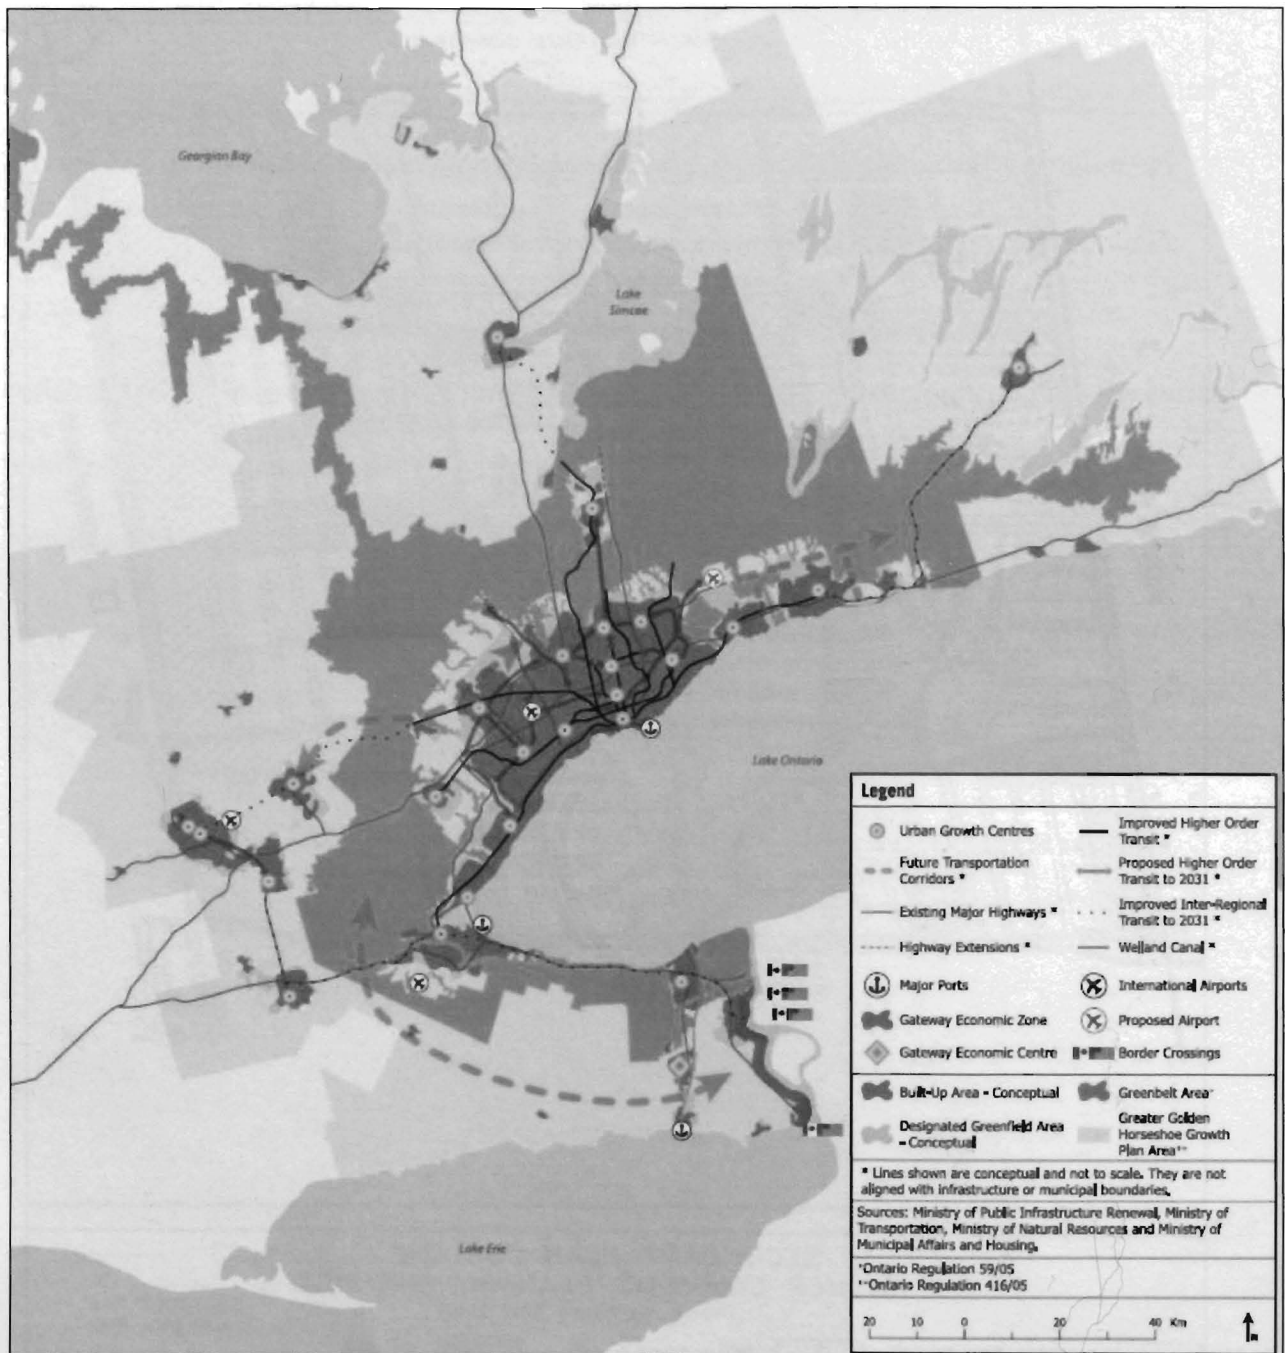 Georgian Bay
Lake
Simcoe
Lake Ontario
Lake Erie
Legend
Urban Growth Centres
Future Transportation
Corridors *
Existing Major Highways *
Highway Extensions *
Major Ports
Gateway Economic Zone
Gateway Economic Centre
Improved Higher Order
Transit *
Proposed Higher Order
Transit to 2031 *
Improved Inter-Regional
Transit to 2031 *
Welland Canal *
International Airports
Proposed Airport
Border Crossings
Built-Up Area - Conceptual
Designated Greenfield Area
- Conceptual
Greenbelt Area+
Greater Golden
Horseshoe Growth
Plan Area++
* Lines shown are conceptual and not to scale. They are not
aligned with infrastructure or municipal boundaries.
Sources: Ministry of Public Infrastructure Renewal, Ministry of
Transportation, Ministry of Natural Resources and Ministry of
Municipal Affairs and Housing.
+Ontario Regulation 59/05
++Ontario Regulation 416/05
20 10 0 20 40 Km
N